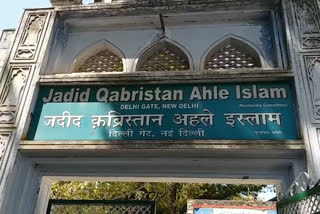 Jadid Qabristan Ahle Islam
DELHI GATE, NEW DELHI
जदीद क़ब्रिस्तान अहले इस्लाम
दिल्ली गेट, नई दिल्ली